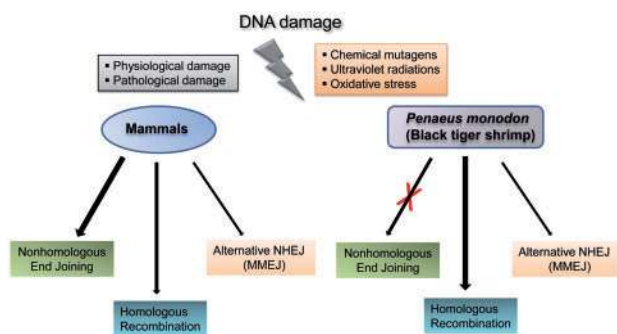 DNA damage
▪ Physiological damage
▪ Pathological damage
▪ Chemical mutagens
▪ Ultraviolet radiations
▪ Oxidative stress
Mammals
Penaeus monodon
(Black tiger shrimp)
Nonhomologous
End Joining
Homologous
Recombination
Alternative NHEJ
(MMEJ)
Nonhomologous
End Joining
Homologous
Recombination
Alternative NHEJ
(MMEJ)